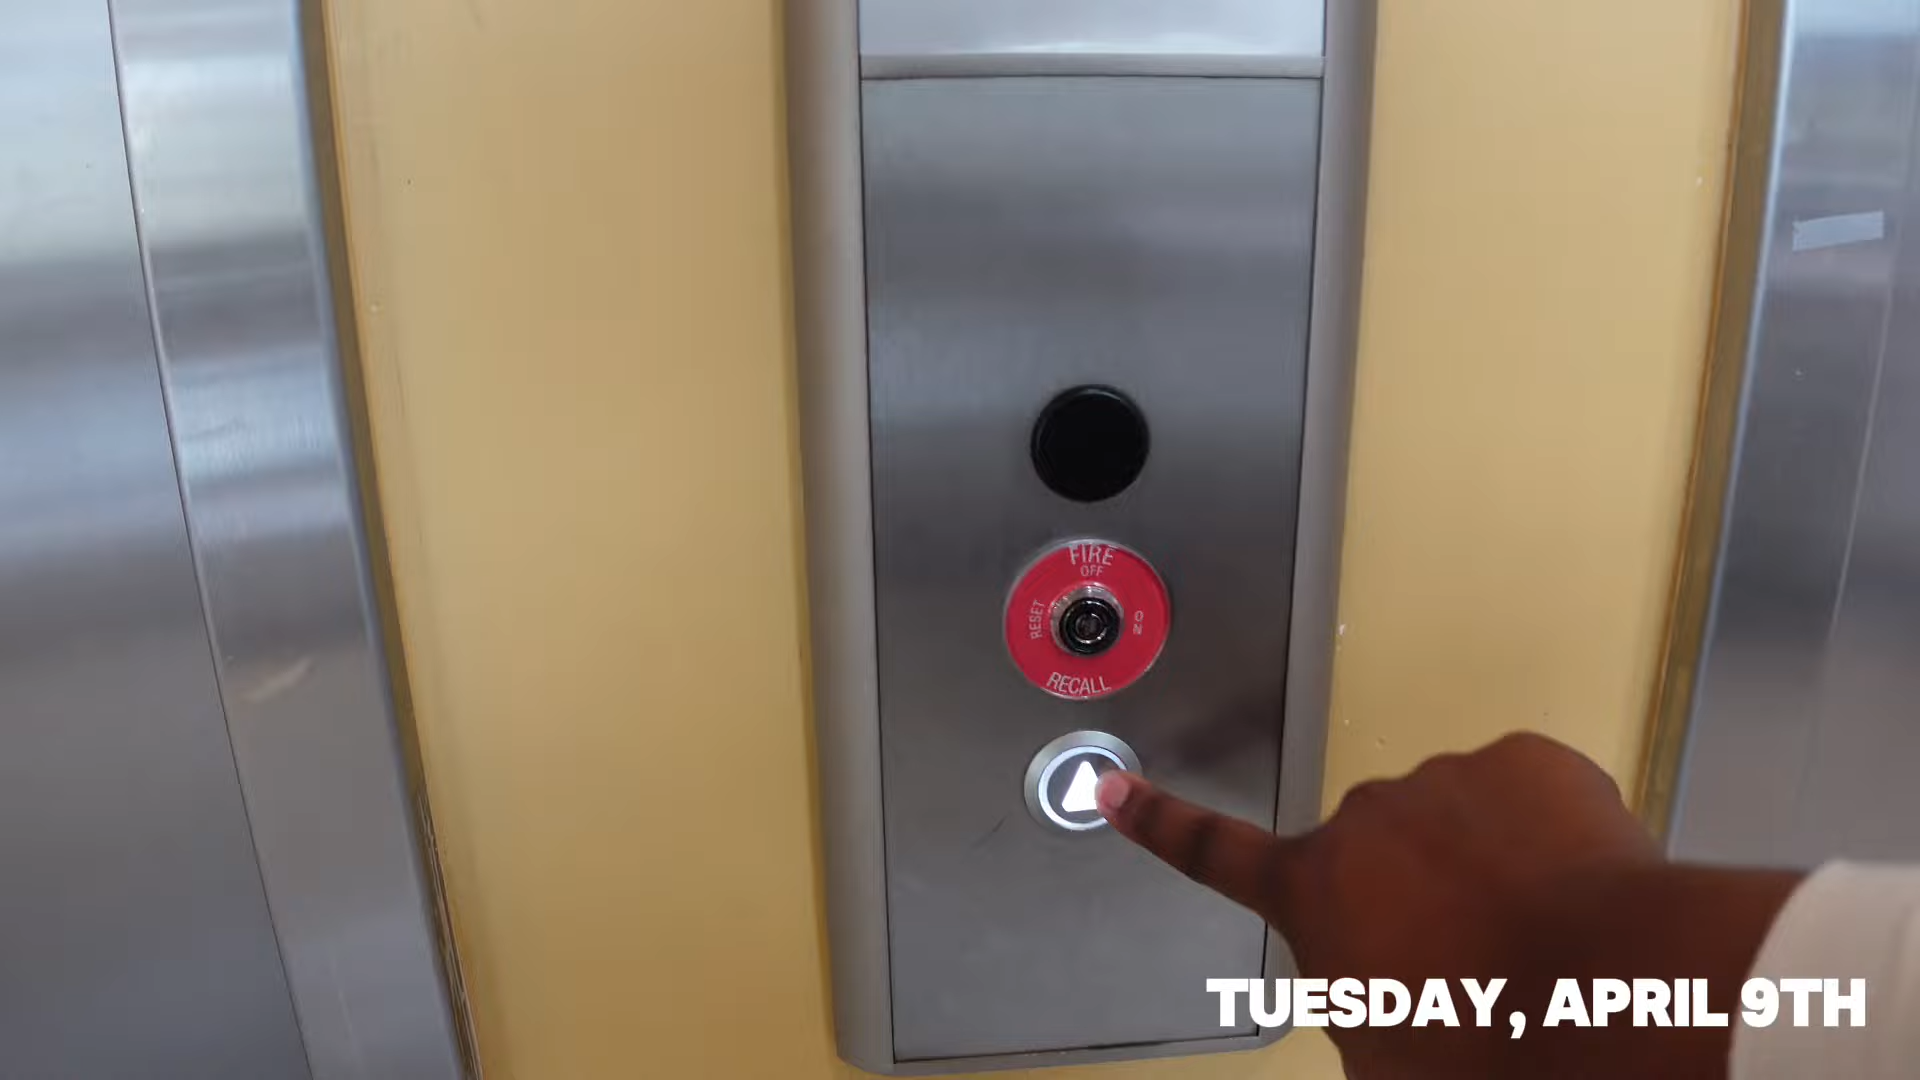 FIRE
OFF
RESET
ON
RECALL
TUESDAY, APRIL 9TH